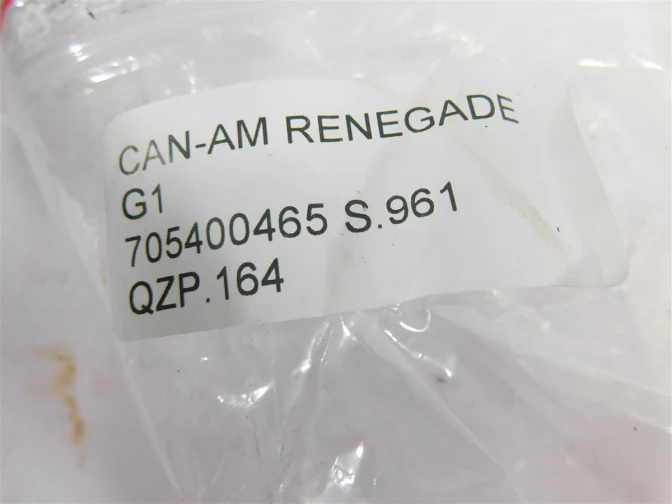 CAN-AM RENEGADE
G1
705400465 S.961
QZP.164